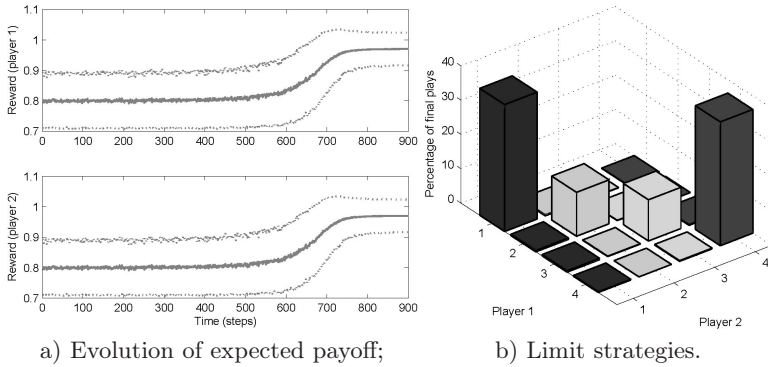 1.1
1
0.9
0.8
0.7
Reward (player 1)
0 100 200 300 400 500 600 700 800 900
1.1
1
0.9
0.8
0.7
Reward (player 2)
0 100 200 300 400 500 600 700 800 900
Time (steps)
a) Evolution of expected payoff;
40
30
20
10
0
Percentage of final plays
1
2
3
4
Player 1
1
2
3
4
Player 2
b) Limit strategies.